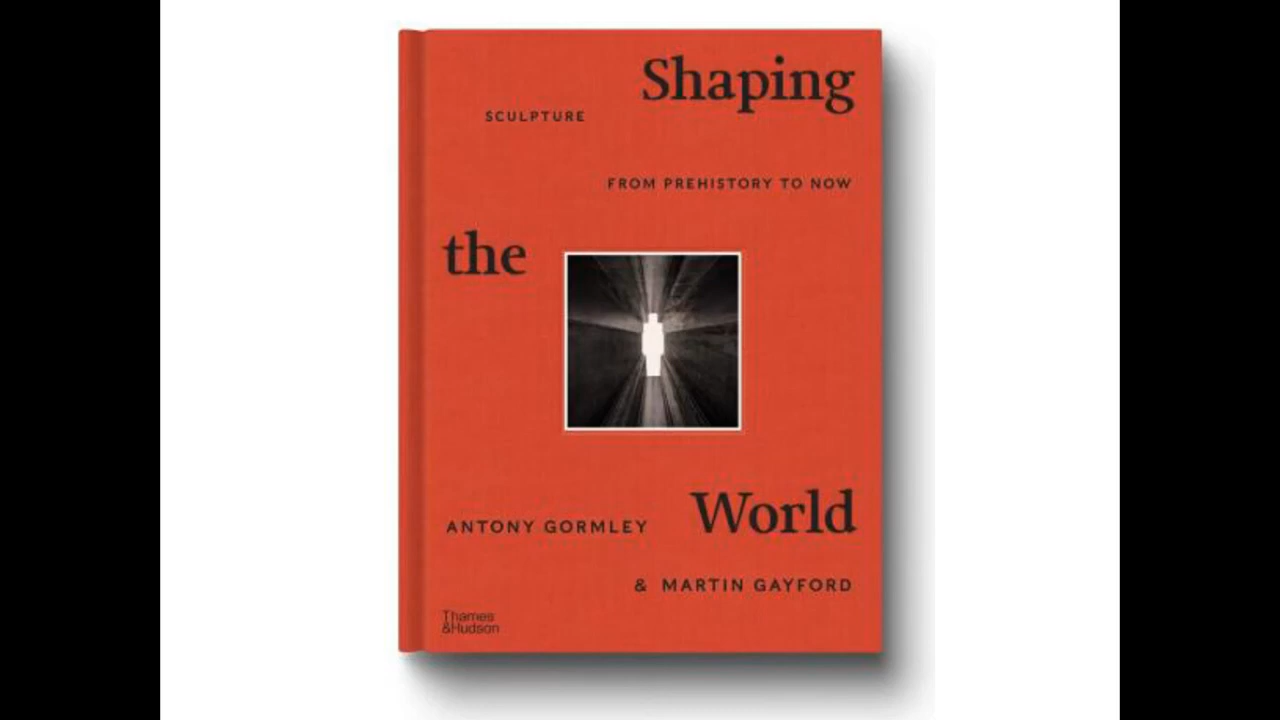 Shaping
SCULPTURE
FROM PREHISTORY TO NOW
the
World
ANTONY GORMLEY
& MARTIN GAYFORD
Thames
&Hudson